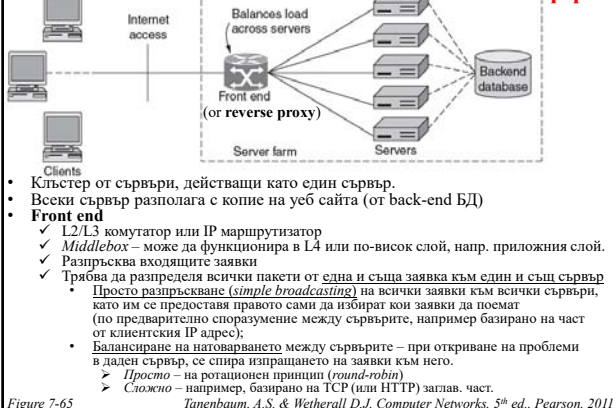 Internet
access
Balances load
across servers
Backend
database
Front end
(or reverse proxy)
Server farm
Servers
Clients
• Клъстер от сървъри, действащи като един сървър.
• Всеки сървър разполага с копие на уеб сайта (от back-end БД)
• Front end
✓ L2/L3 комутатор или IP маршрутизатор
✓ Middlebox – може да функционира в L4 или по-висок слой, напр. приложния слой.
✓ Разпръсква входящите заявки
✓ Трябва да разпределя всички пакети от една и съща заявка към един и същ сървър
• Просто разпръскване (simple broadcasting) на всички заявки към всички сървъри,
като им се предоставя правото сами да избират кои заявки да поемат
(по предварително споразумение между сървърите, например базирано на част
от клиентския IP адрес);
• Балансиране на натоварването между сървърите – при откриване на проблеми
в даден сървър, се спира изпращането на заявки към него.
➢ Просто – на ротационен принцип (round-robin)
➢ Сложно – например, базирано на TCP (или HTTP) заглав. част.
Figure 7-65 Tanenbaum, A.S. & Wetherall D.J. Computer Networks, 5th ed., Pearson, 2011